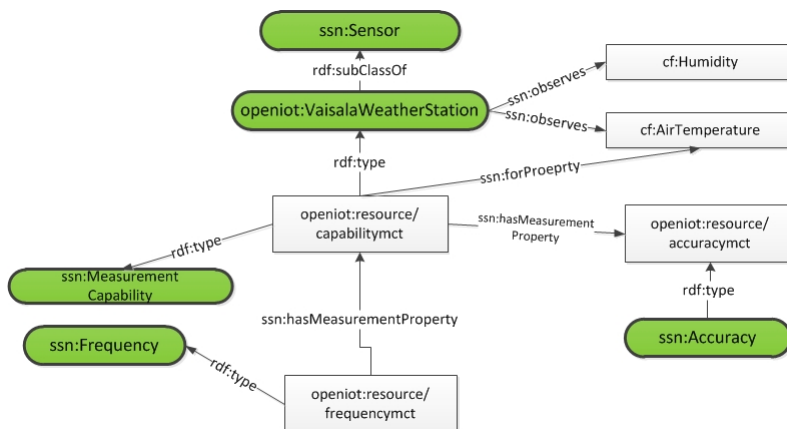 ssn:Sensor
rdf:subClassOf
cf:Humidity
ssn:observes
openiot:VaisalaWeatherStation
ssn:observes
cf:AirTemperature
rdf:type
ssn:forProeprty
openiot:resource/
capabilitymct
ssn:hasMeasurement
Property
openiot:resource/
accuracymct
rdf:type
ssn:Measurement
Capability
rdf:type
ssn:hasMeasurementProperty
ssn:Frequency
ssn:Accuracy
rdf:type
openiot:resource/
frequencymct